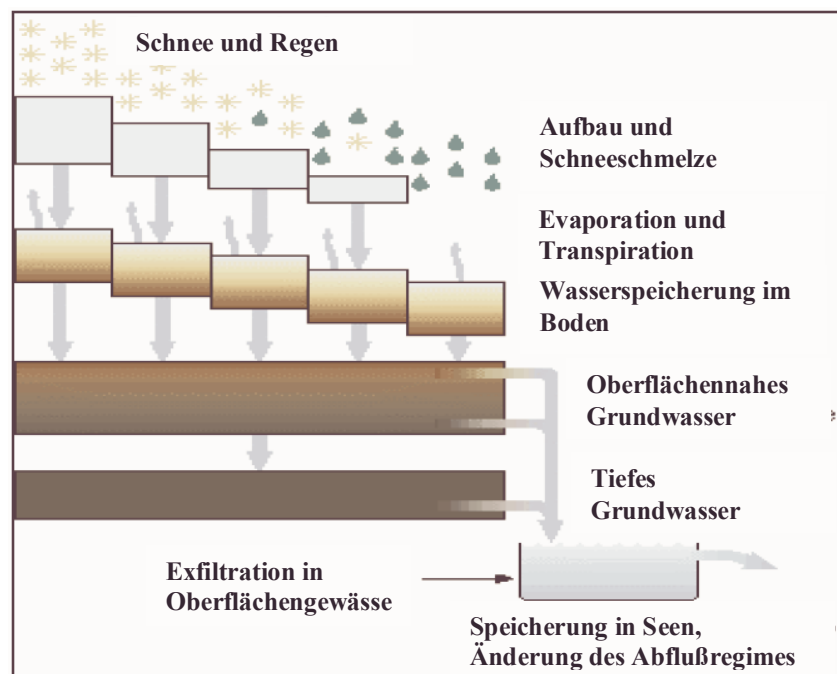 Schnee und Regen
Aufbau und
Schneeschmelze
Evaporation und
Transpiration
Wasserspeicherung im
Boden
Oberflächennahes
Grundwasser
Tiefes
Grundwasser
Exfiltration in
Oberflächengewässe
Speicherung in Seen,
Änderung des Abflußregimes